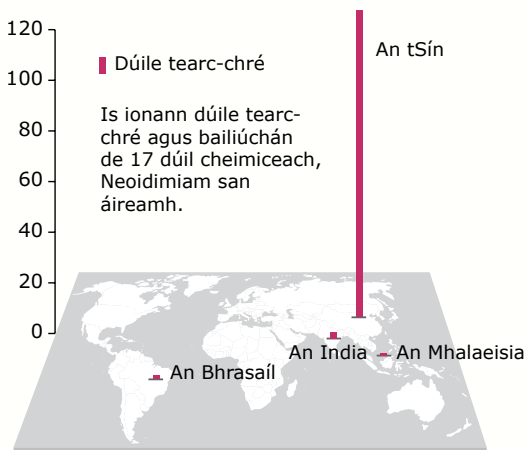 120
100
80
60
40
20
0
Dúile tearc-chré
Is ionann dúile tearc-
chré agus bailiúchán
de 17 dúil cheimiceach,
Neoidimiam san
áireamh.
An tSín
An India
An Mhalaeisia
An Bhrasaíl